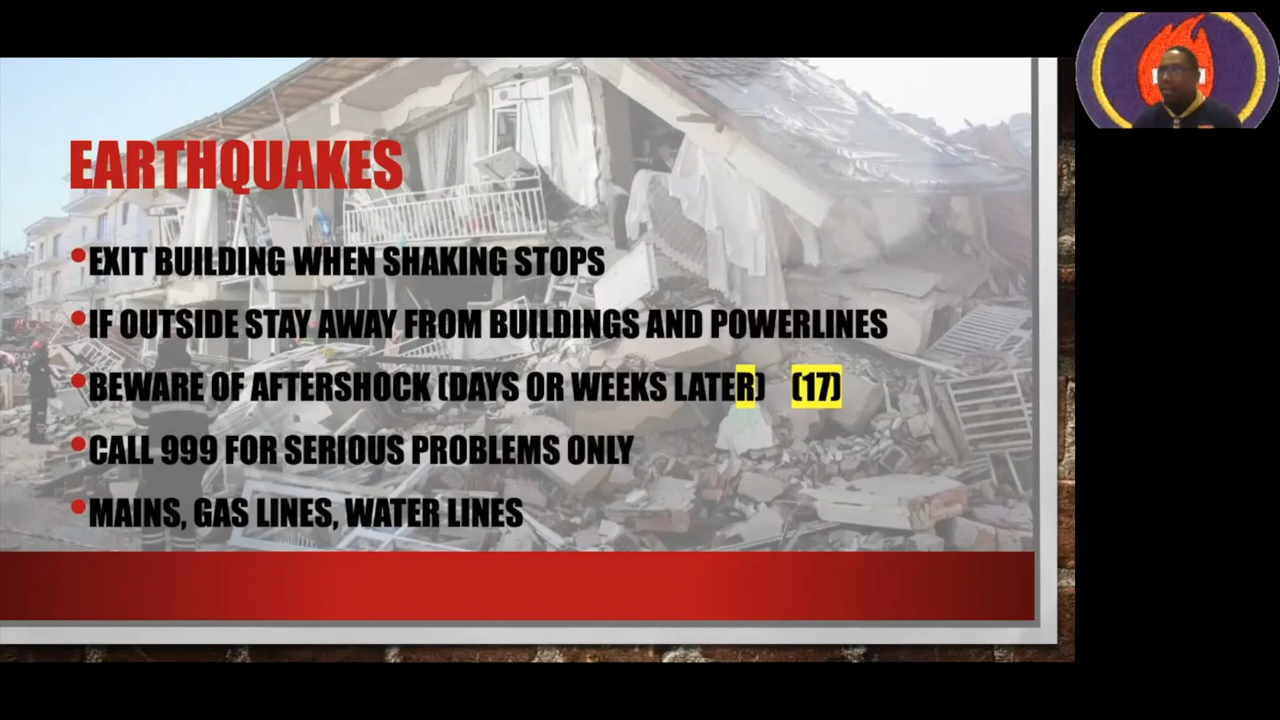 EARTHQUAKES
•EXIT BUILDING WHEN SHAKING STOPS
•IF OUTSIDE STAY AWAY FROM BUILDINGS AND POWERLINES
•BEWARE OF AFTERSHOCK (DAYS OR WEEKS LATER) (17)
•CALL 999 FOR SERIOUS PROBLEMS ONLY
•MAINS, GAS LINES, WATER LINES